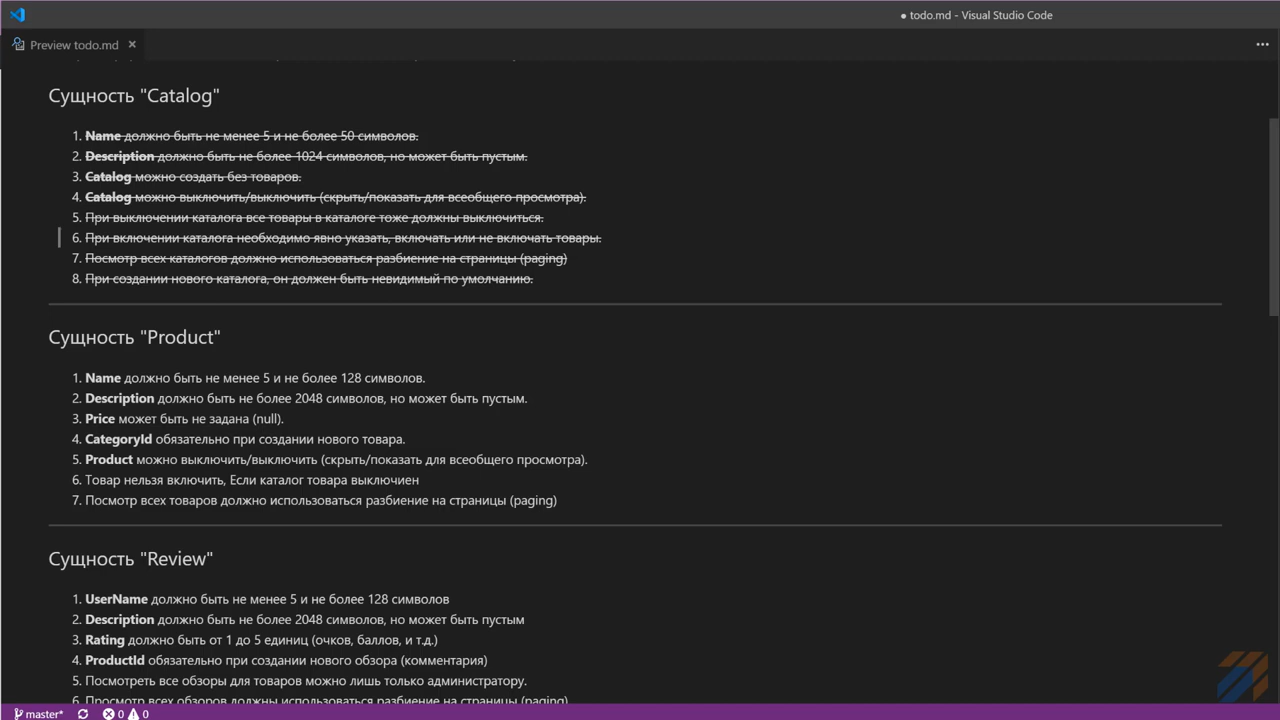 ● todo.md - Visual Studio Code
Preview todo.md ×
Сущность "Catalog"
1. Name должно быть не менее 5 и не более 50 символов.
2. Description должно быть не более 1024 символов, но может быть пустым.
3. Catalog можно создать без товаров.
4. Catalog можно выключить/выключить (скрыть/показать для всеобщего просмотра).
5. При выключении каталога все товары в каталоге тоже должны выключиться.
6. При включении каталога необходимо явно указать, включать или не включать товары.
7. Посмотр всех каталогов должно использоваться разбиение на страницы (paging)
8. При создании нового каталога, он должен быть невидимый по умолчанию.
Сущность "Product"
1. Name должно быть не менее 5 и не более 128 символов.
2. Description должно быть не более 2048 символов, но может быть пустым.
3. Price может быть не задана (null).
4. CategoryId обязательно при создании нового товара.
5. Product можно выключить/выключить (скрыть/показать для всеобщего просмотра).
6. Товар нельзя включить, Если каталог товара выключиен
7. Посмотр всех товаров должно использоваться разбиение на страницы (paging)
Сущность "Review"
1. UserName должно быть не менее 5 и не более 128 символов
2. Description должно быть не более 2048 символов, но может быть пустым
3. Rating должно быть от 1 до 5 единиц (очков, баллов, и т.д.)
4. ProductId обязательно при создании нового обзора (комментария)
5. Посмотреть все обзоры для товаров можно лишь только администратору.
6. Просмотр всех обзоров должны использоваться разбиение на страницы (paging)
master* 0 0